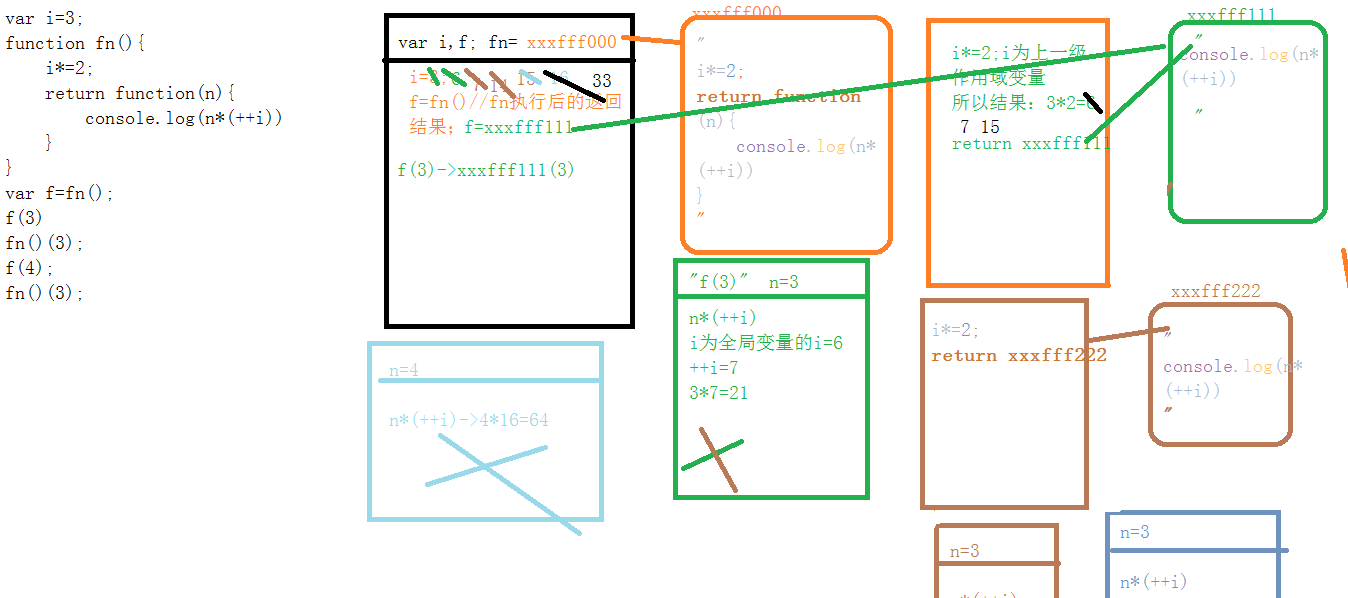 var i=3;
function fn(){
i*=2;
return function(n){
console.log(n*(++i))
}
}
var f=fn();
f(3)
fn()(3);
f(4);
fn()(3);
var i,f; fn= xxxfff000
33
f=fn()//fn执行后的返回
结果；f=xxxfff111
f(3)->xxxfff111(3)
xxxfff000
"
i*=2;
return function
(n){
console.log(n*
(++i))
}
"
i*=2;i为上一级
作用域变量
所以结果：3*2=6
7 15
return xxxfff111
xxxfff111
"
console.log(n*
(++i))
"
"f(3)" n=3
n*(++i)
i为全局变量的i=6
++i=7
3*7=21
n=4
n*(++i)->4*16=64
i*=2;
return xxxfff222
xxxfff222
"
console.log(n*
(++i))
"
n=3
n=3
n*(++i)